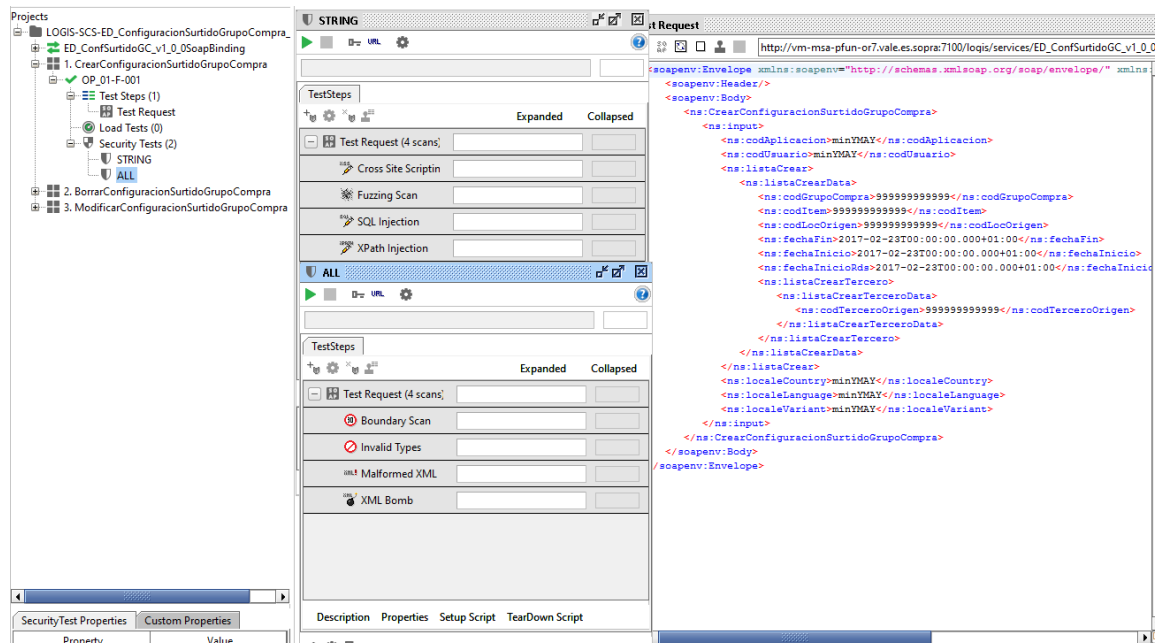 Projects
LOGIS-SCS-ED_ConfiguracionSurtidoGrupoCompra_
ED_ConfSurtidoGC_v1_0_0SoapBinding
1. CrearConfiguracionSurtidoGrupoCompra
OP_01-F-001
Test Steps (1)
Test Request
Load Tests (0)
Security Tests (2)
STRING
ALL
2. BorrarConfiguracionSurtidoGrupoCompra
3. ModificarConfiguracionSurtidoGrupoCompra
SecurityTest Properties Custom Properties
Property Value
STRING
URL
TestSteps
Expanded Collapsed
Test Request (4 scans)
Cross Site Scriptin
Fuzzing Scan
SQL Injection
XPath Injection
ALL
URL
TestSteps
Expanded Collapsed
Test Request (4 scans)
Boundary Scan
Invalid Types
Malformed XML
XML Bomb
Description Properties Setup Script TearDown Script
st Request
http://vm-msa-pfun-or7.vale.es.sopra:7100/logis/services/ED_ConfSurtidoGC_v1_0_0
<soapenv:Envelope xmlns:soapenv="http://schemas.xmlsoap.org/soap/envelope/" xmlns:
<soapenv:Header/>
<soapenv:Body>
<ns:CrearConfiguracionSurtidoGrupoCompra>
<ns:input>
<ns:codAplicacion>minYMAY</ns:codAplicacion>
<ns:codUsuario>minYMAY</ns:codUsuario>
<ns:listaCrear>
<ns:listaCrearData>
<ns:codGrupoCompra>999999999999</ns:codGrupoCompra>
<ns:codItem>999999999999</ns:codItem>
<ns:codLocOrigen>999999999999</ns:codLocOrigen>
<ns:fechaFin>2017-02-23T00:00:00.000+01:00</ns:fechaFin>
<ns:fechaInicio>2017-02-23T00:00:00.000+01:00</ns:fechaInicio>
<ns:fechaInicioRds>2017-02-23T00:00:00.000+01:00</ns:fechaInicio
<ns:listaCrearTercero>
<ns:listaCrearTerceroData>
<ns:codTerceroOrigen>999999999999</ns:codTerceroOrigen>
</ns:listaCrearTerceroData>
</ns:listaCrearTercero>
</ns:listaCrearData>
</ns:listaCrear>
<ns:localeCountry>minYMAY</ns:localeCountry>
<ns:localeLanguage>minYMAY</ns:localeLanguage>
<ns:localeVariant>minYMAY</ns:localeVariant>
</ns:input>
</ns:CrearConfiguracionSurtidoGrupoCompra>
</soapenv:Body>
/soapenv:Envelope>